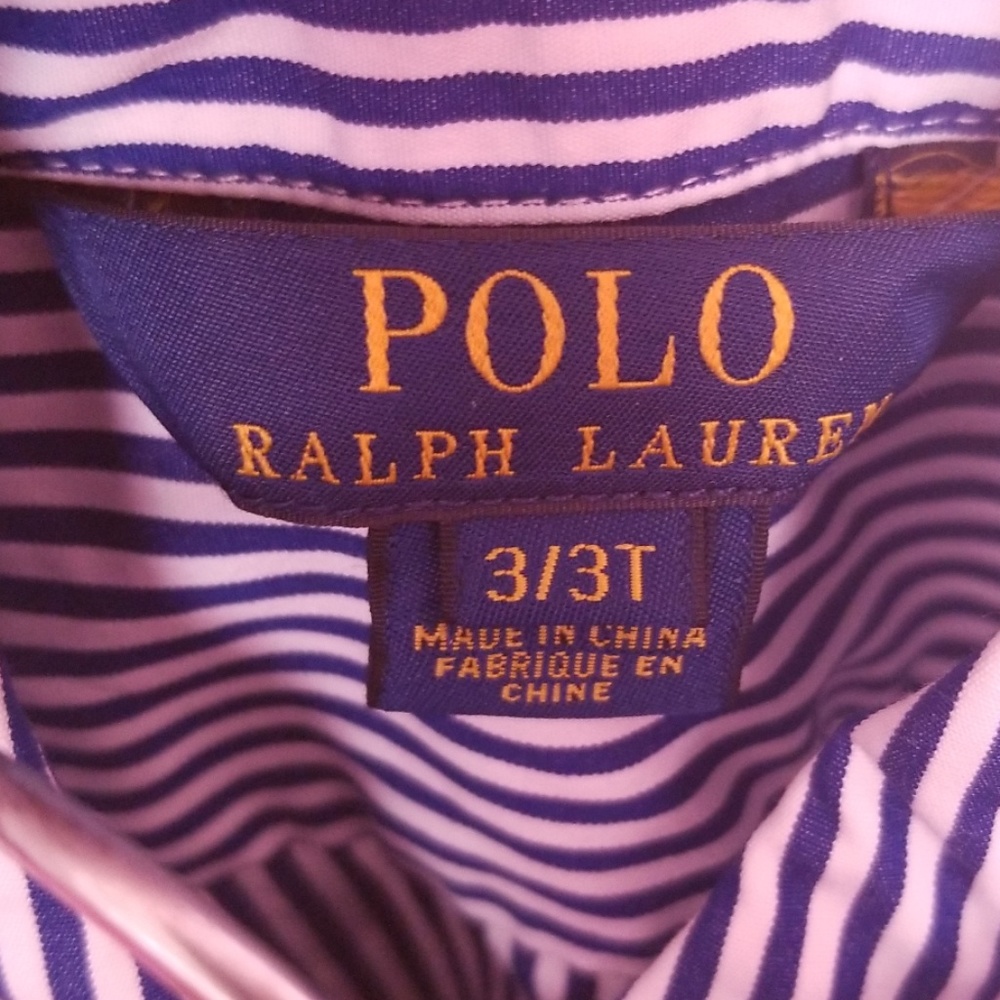 POLO
RALPH LAUREN
3/3T
MADE IN CHINA
FABRIQUE EN
CHINE